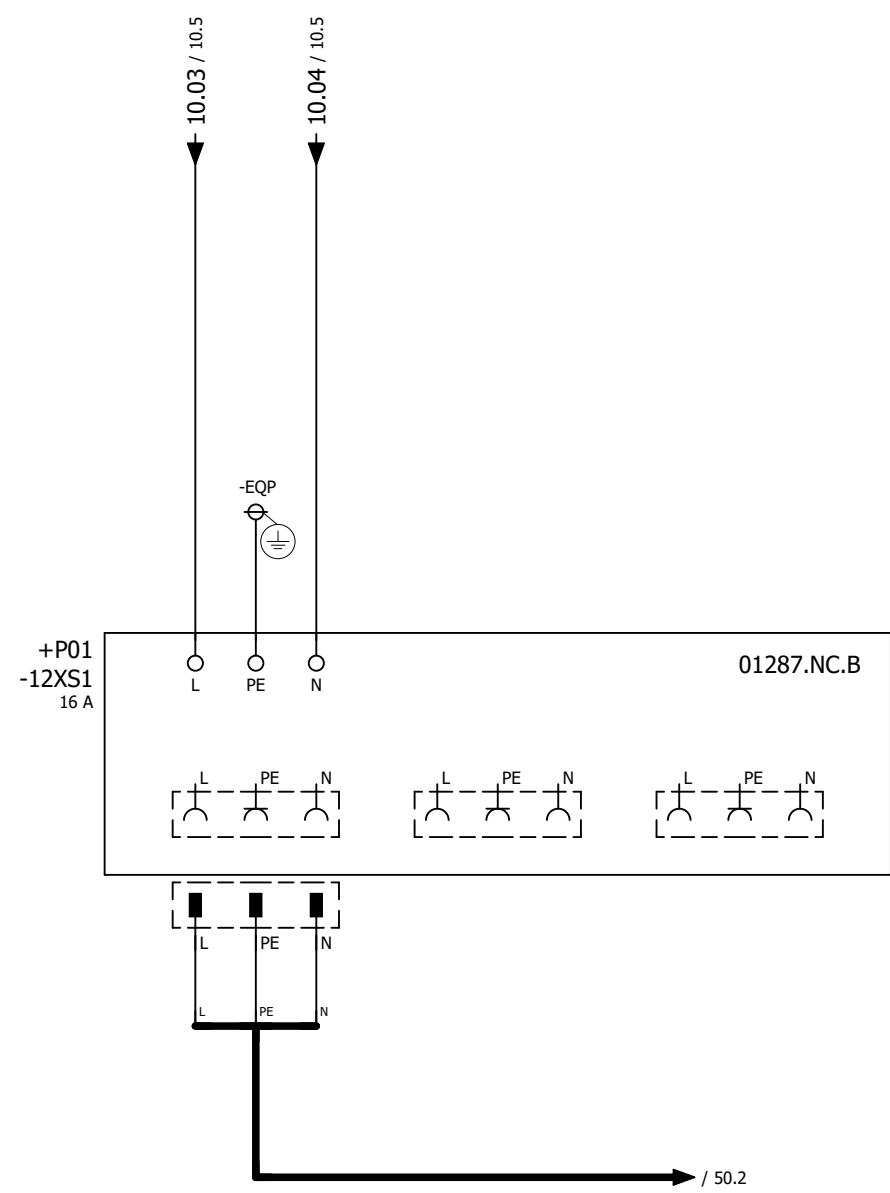 10.03 / 10.5
10.04 / 10.5
-EQP
+P01
-12XS1
16 A
01287.NC.B
L PE N
L PE N L PE N L PE N
L PE N
L PE N
/ 50.2